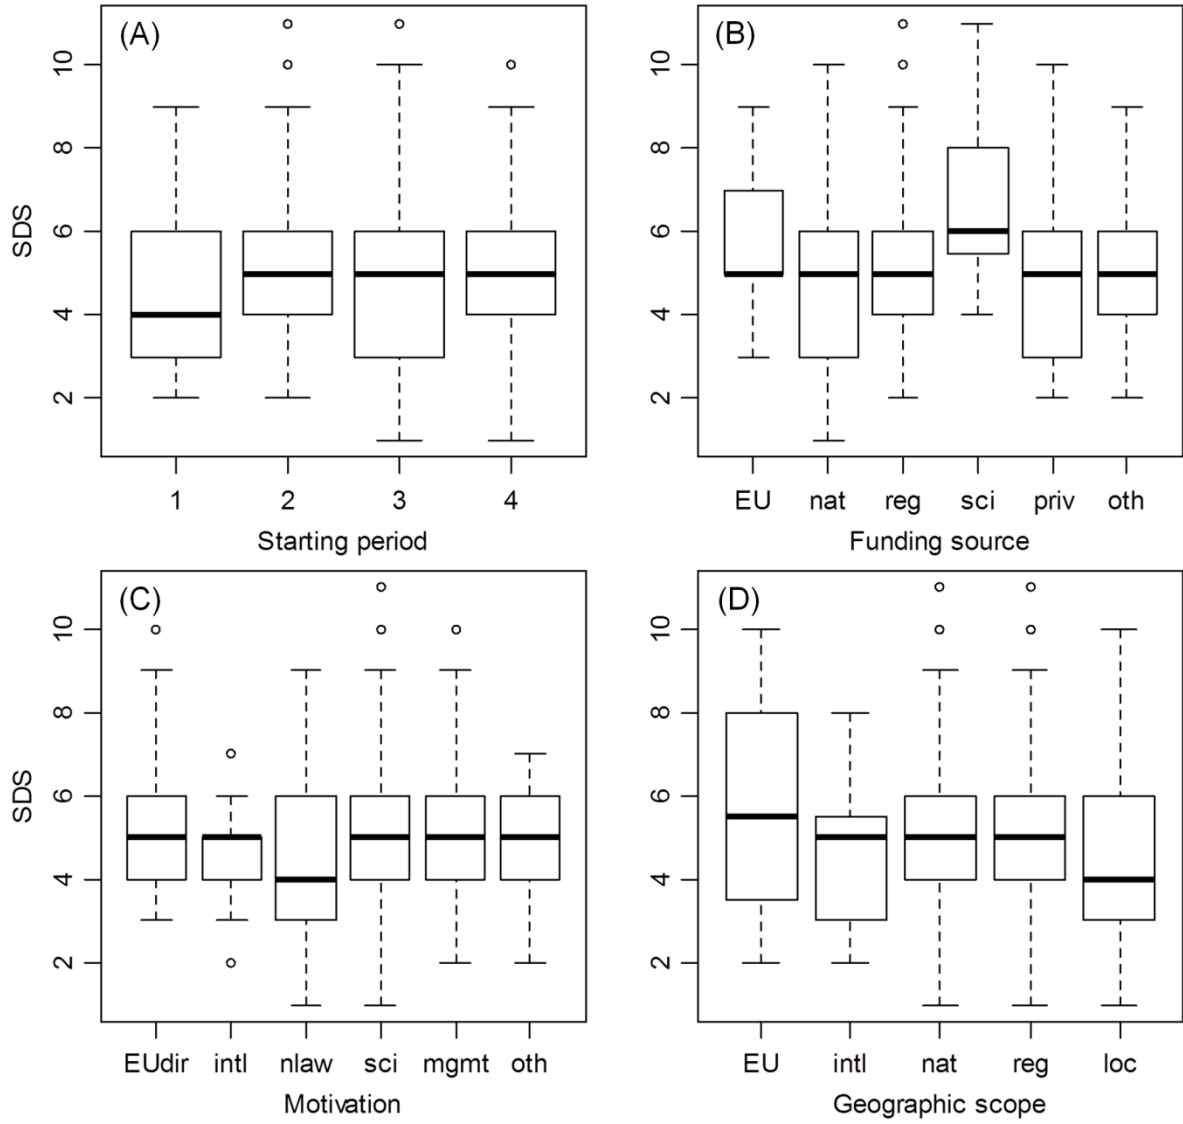 (A)
SDS
10
8
6
4
2
1 2 3 4
Starting period
(B)
10
8
6
4
2
EU nat reg sci priv oth
Funding source
(C)
SDS
10
8
6
4
2
EUdir intl nlaw sci mgmt oth
Motivation
(D)
10
8
6
4
2
EU intl nat reg loc
Geographic scope